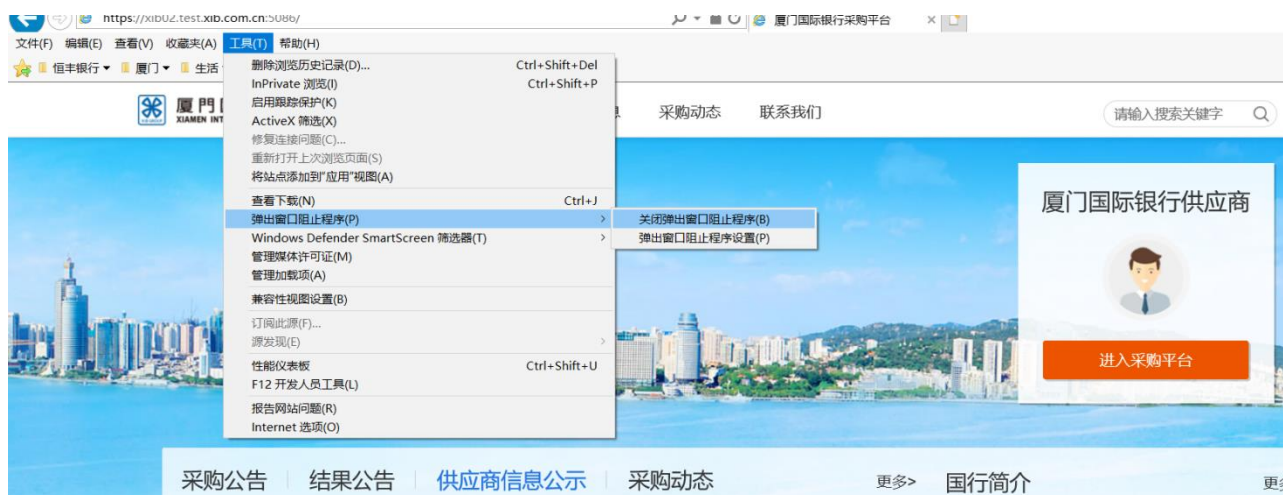 https://xib02.test.xib.com.cn:5086/
厦门国际银行采购平台
文件(F) 编辑(E) 查看(V) 收藏夹(A) 工具(T) 帮助(H)
恒丰银行 厦门 生活
删除浏览历史记录(D)... Ctrl+Shift+Del
InPrivate 浏览(I) Ctrl+Shift+P
启用跟踪保护(K)
ActiveX 筛选(X)
修复连接问题(C)...
重新打开上次浏览页面(S)
将站点添加到"应用"视图(A)
查看下载(N) Ctrl+J
弹出窗口阻止程序(P)
关闭弹出窗口阻止程序(B)
弹出窗口阻止程序设置(P)
Windows Defender SmartScreen 筛选器(T)
管理媒体许可证(M)
管理加载项(A)
兼容性视图设置(B)
订阅此源(F)...
源发现(E)
性能仪表板 Ctrl+Shift+U
F12 开发人员工具(L)
报告网站问题(R)
Internet 选项(O)
厦門
XIAMEN INT
采购动态 联系我们
请输入搜索关键字
厦门国际银行供应商
进入采购平台
采购公告 结果公告 供应商信息公示 采购动态 更多> 国行简介